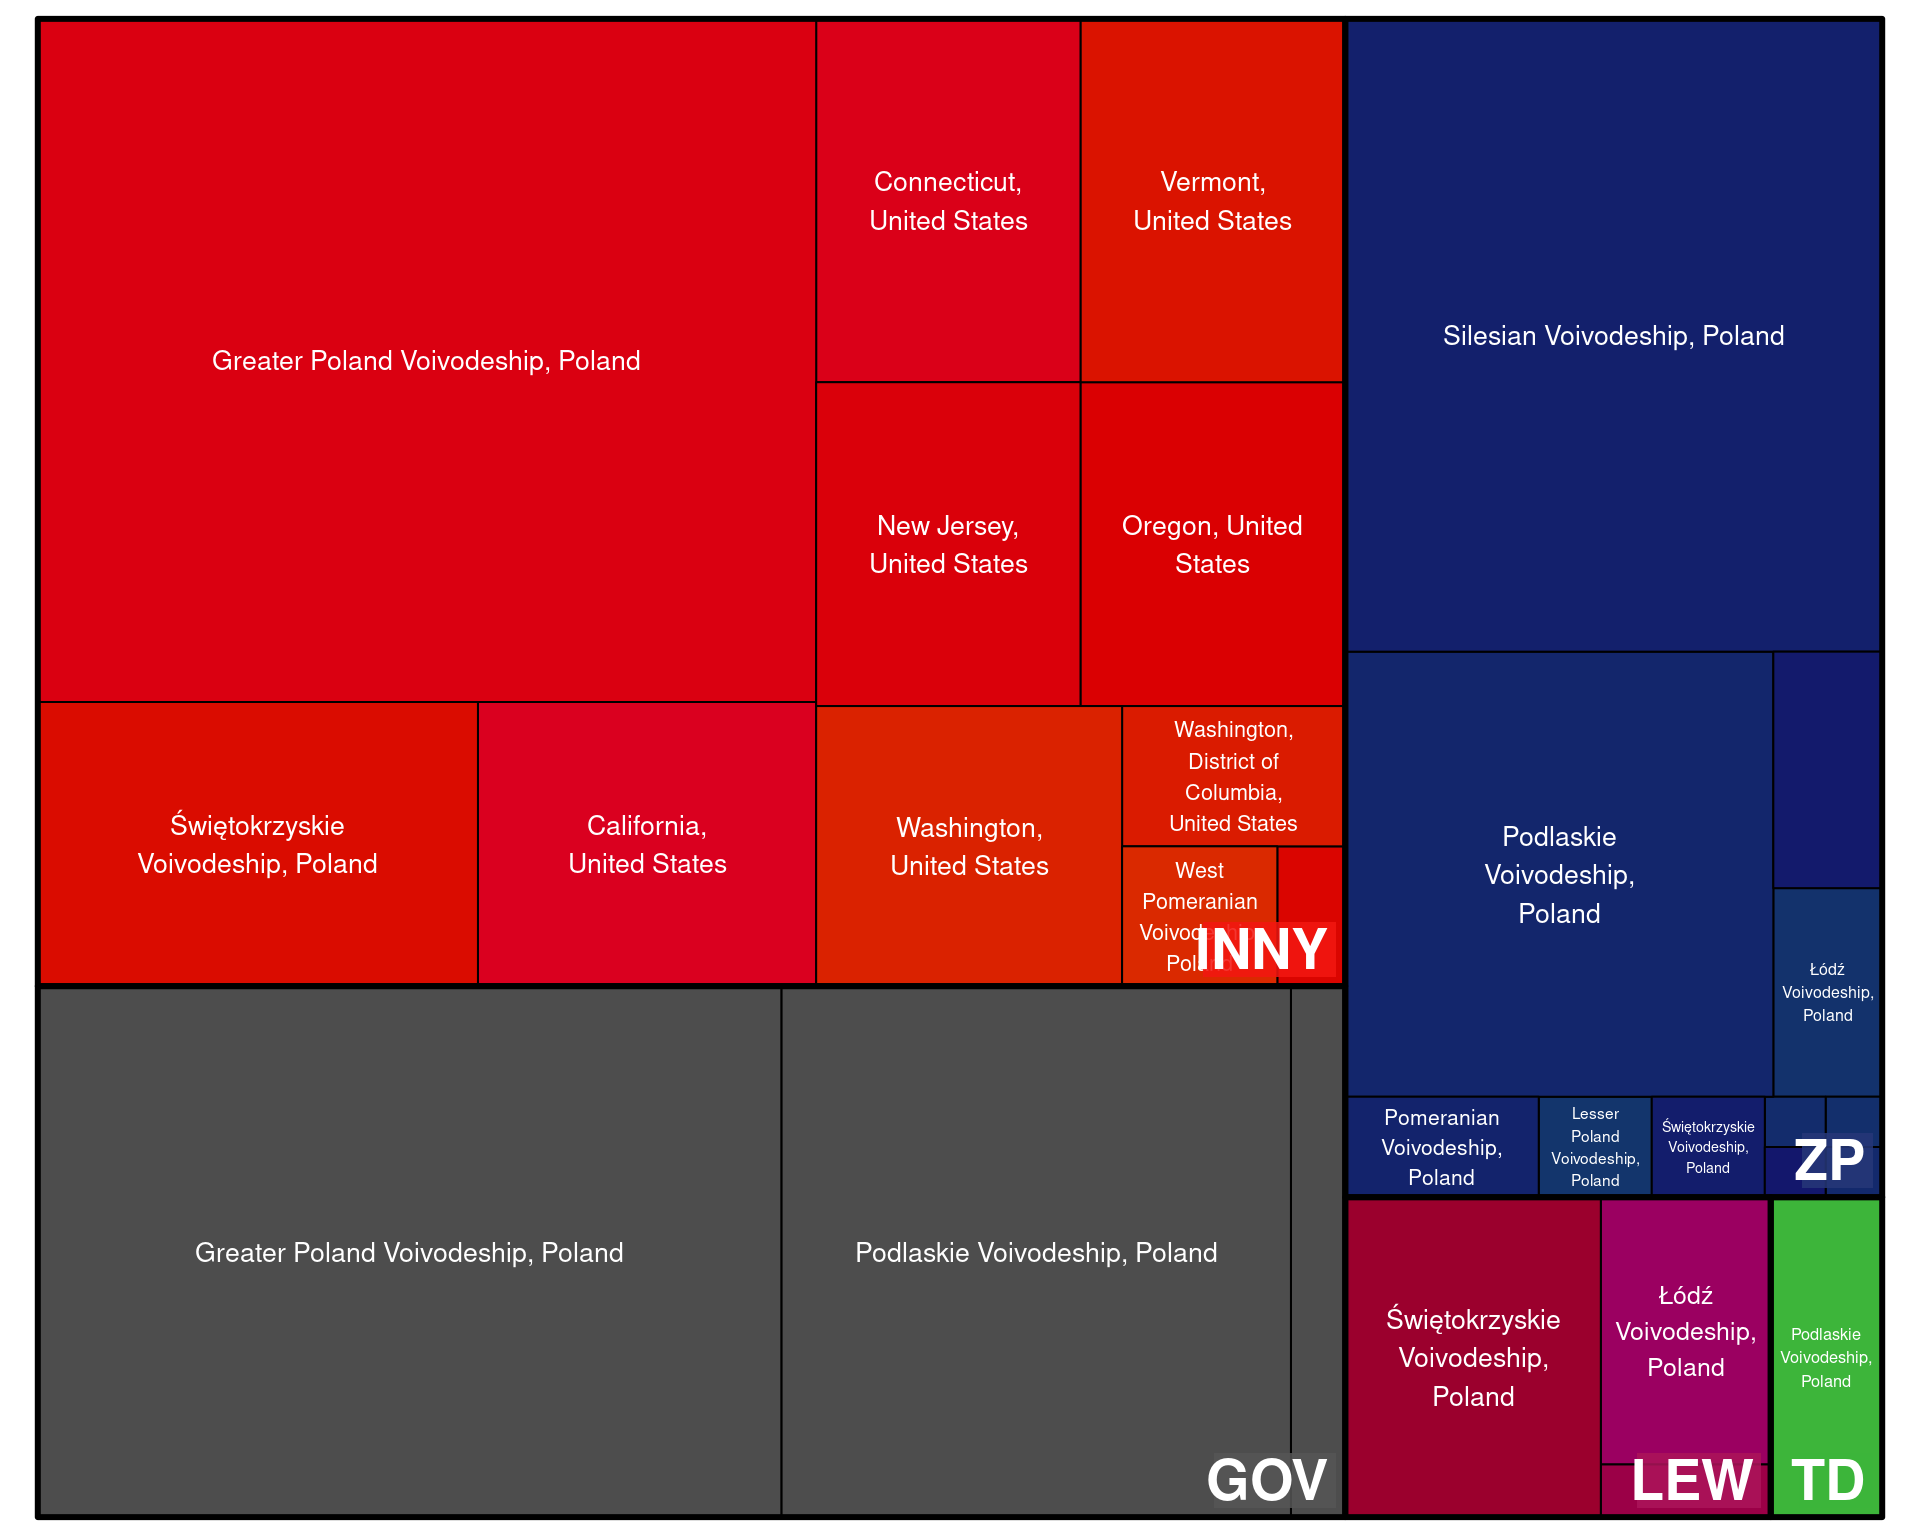 Greater Poland Voivodeship, Poland
Connecticut,
United States
Vermont,
United States
New Jersey,
United States
Oregon, United
States
Świętokrzyskie
Voivodeship, Poland
California,
United States
Washington,
United States
Washington,
District of
Columbia,
United States
West
Pomeranian
INNY
Silesian Voivodeship, Poland
Podlaskie
Voivodeship,
Poland
Łódź
Voivodeship,
Poland
Pomeranian
Voivodeship,
Poland
Lesser
Poland
Voivodeship,
Poland
Świętokrzyskie
Voivodeship,
Poland
ZP
Greater Poland Voivodeship, Poland
Podlaskie Voivodeship, Poland
GOV
Świętokrzyskie
Voivodeship,
Poland
Łódź
Voivodeship,
Poland
LEW
Podlaskie
Voivodeship,
Poland
TD